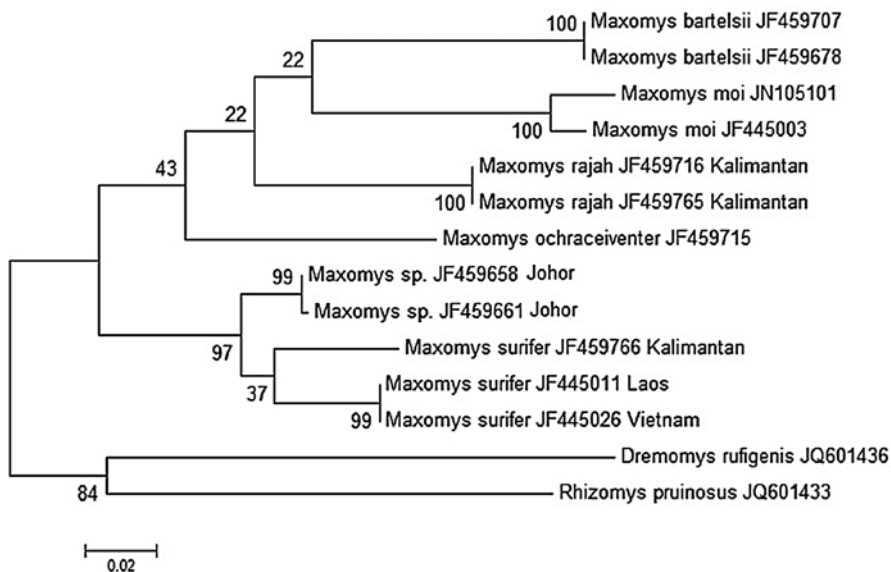 100 Maxomys bartelsii JF459707
Maxomys bartelsii JF459678
22
Maxomys moi JN105101
22
100 Maxomys moi JF445003
43
Maxomys rajah JF459716 Kalimantan
100 Maxomys rajah JF459765 Kalimantan
Maxomys ochraceiventer JF459715
99 Maxomys sp. JF459658 Johor
Maxomys sp. JF459661 Johor
97
Maxomys surifer JF459766 Kalimantan
37
Maxomys surifer JF445011 Laos
99 Maxomys surifer JF445026 Vietnam
Dremomys rufigenis JQ601436
84
Rhizomys pruinosus JQ601433
0.02